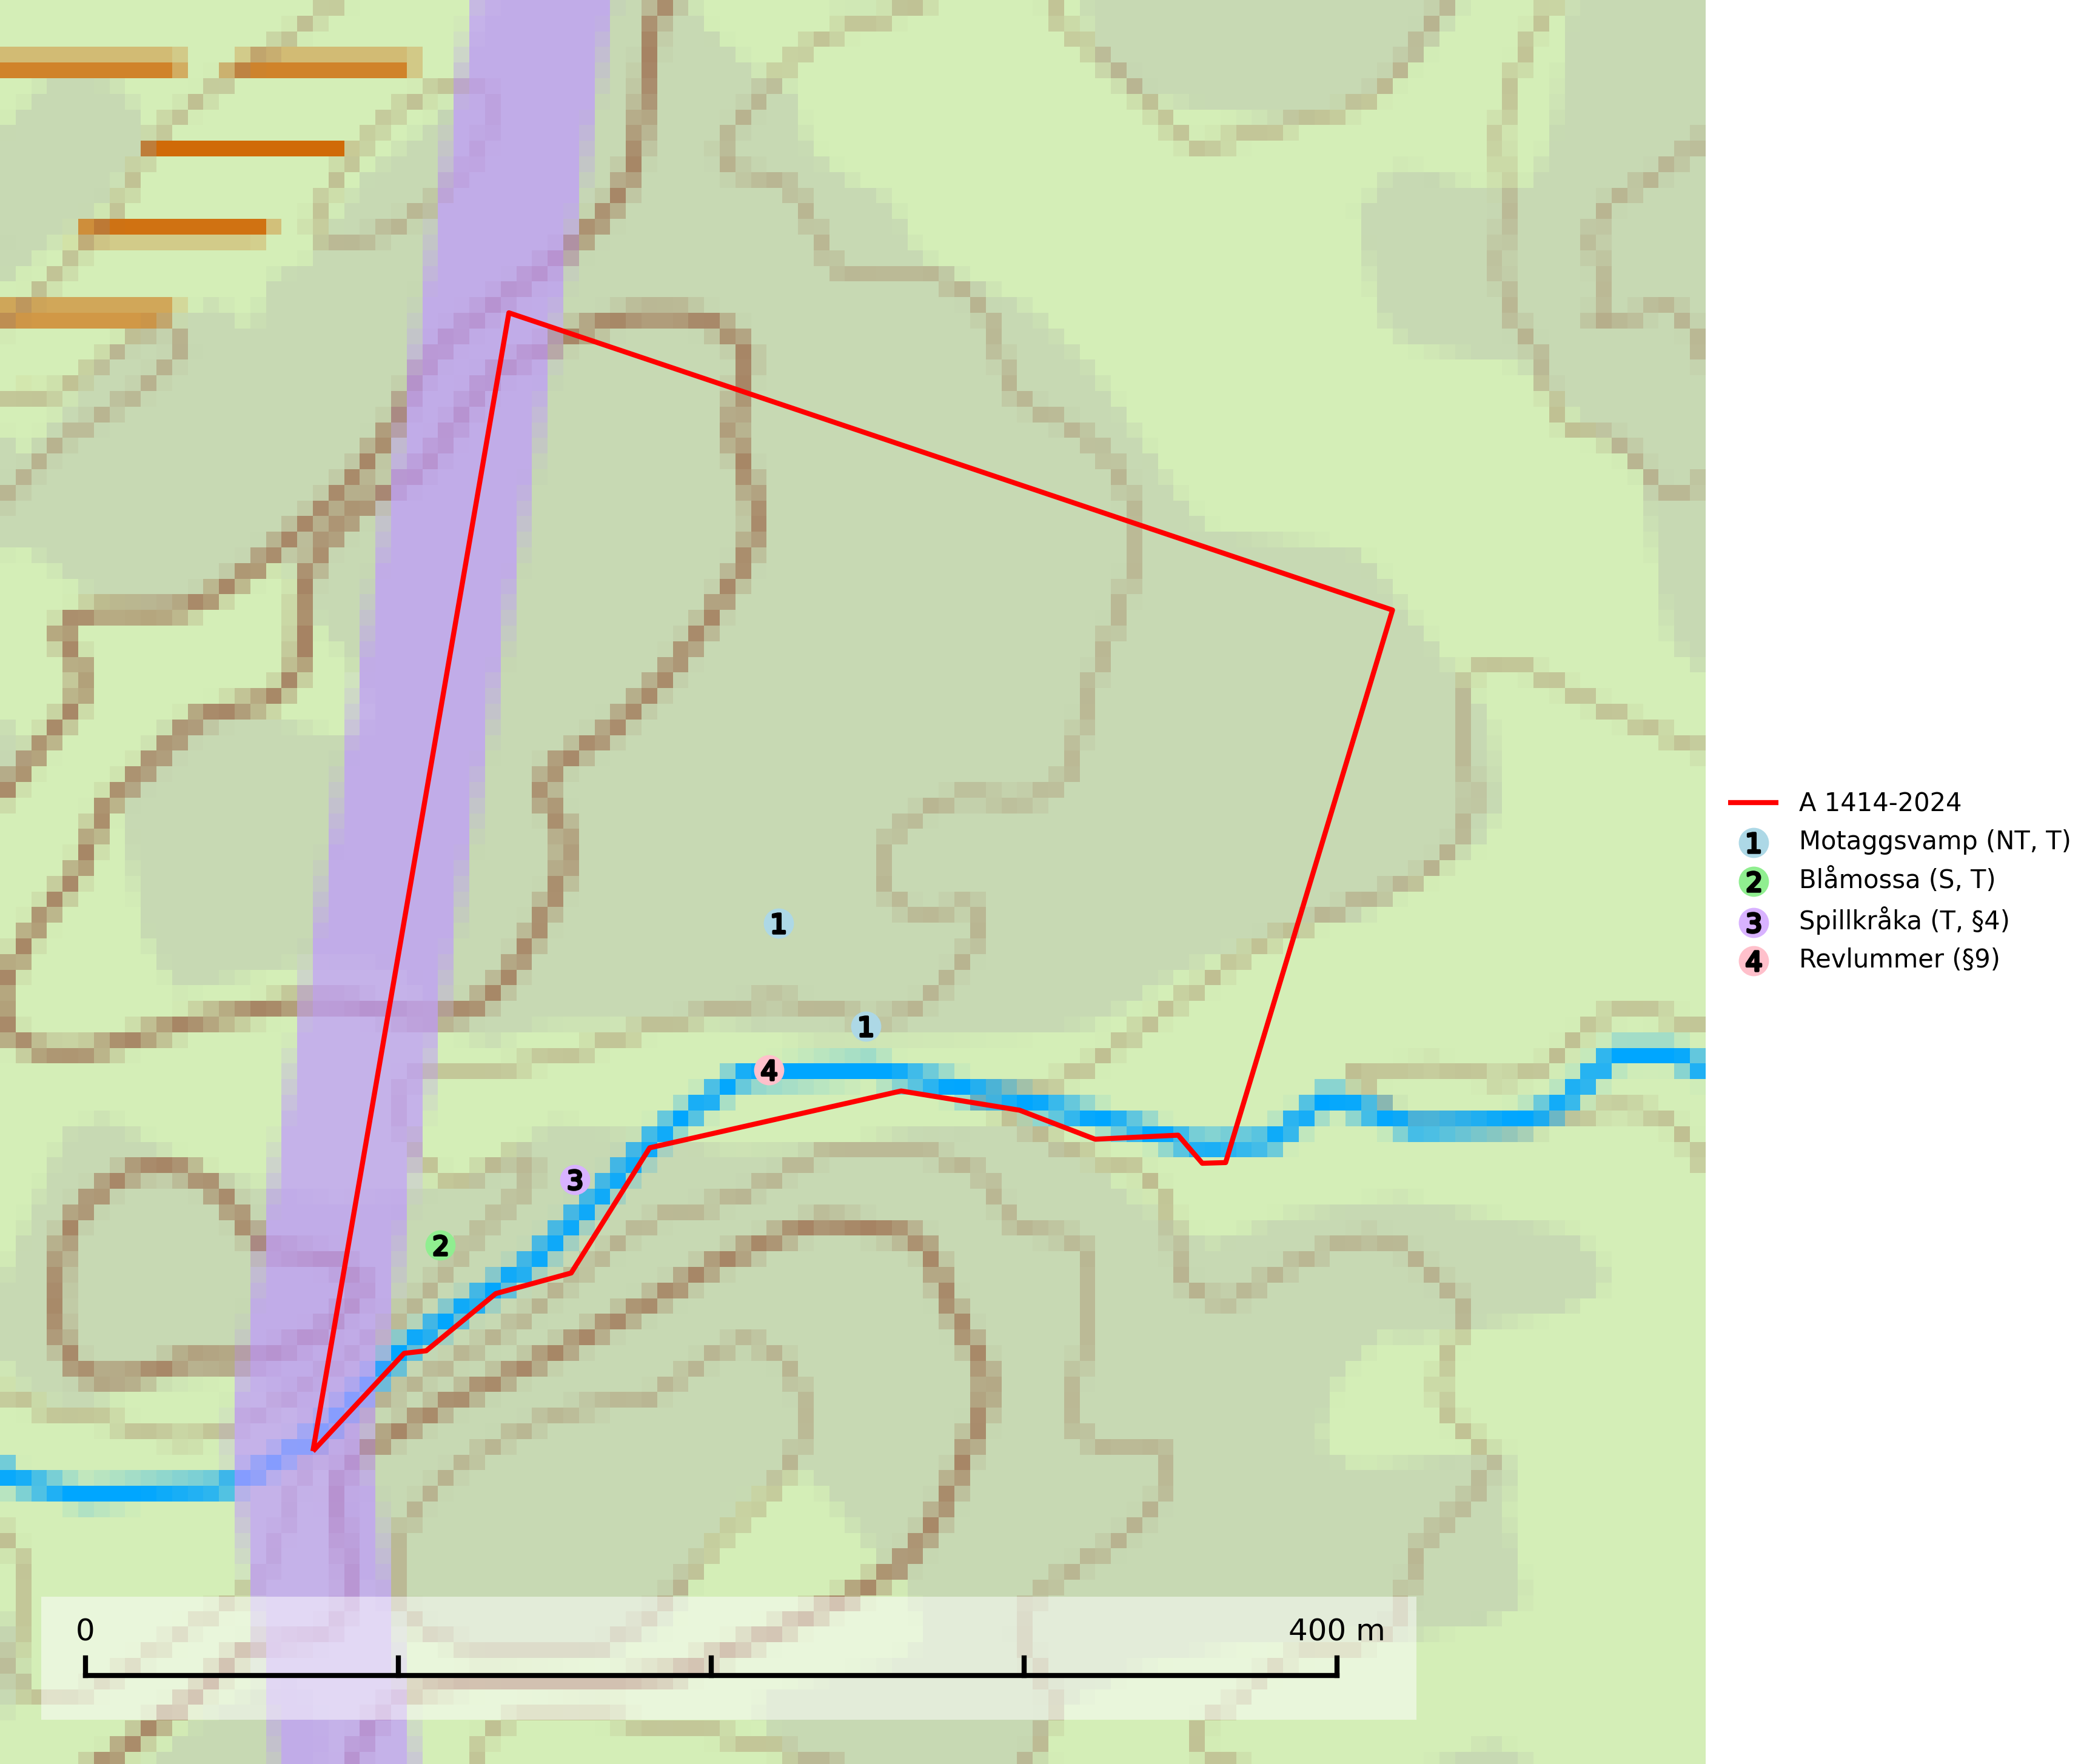 A 1414-2024
1 Motaggsvamp (NT, T)
2 Blåmossa (S, T)
3 Spillkråka (T, §4)
4 Revlummer (§9)
1
1
4
3
2
0 400 m